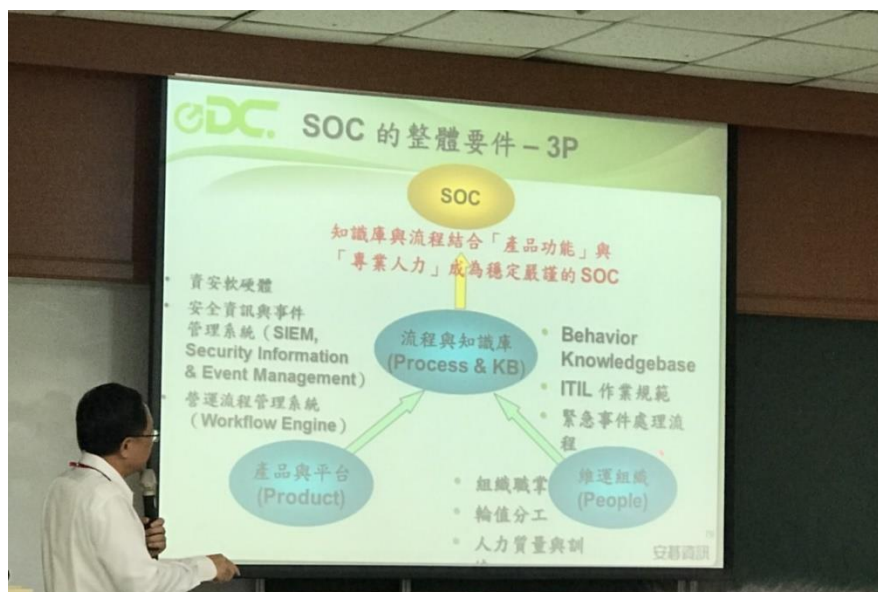 eDC.
SOC 的整體要件 – 3P
SOC
知識庫與流程結合「產品功能」與
「專業人力」成為穩定嚴謹的 SOC
• 資安軟硬體
• 安全資訊與事件
管理系統（SIEM,
Security Information
& Event Management）
• 營運流程管理系統
（Workflow Engine）
流程與知識庫
(Process & KB)
• Behavior
Knowledgebase
• ITIL 作業規範
• 緊急事件處理流
程
產品與平台
(Product)
• 組織職掌
• 輪值分工
• 人力質量與訓
維運組織
(People)
安碁資訊